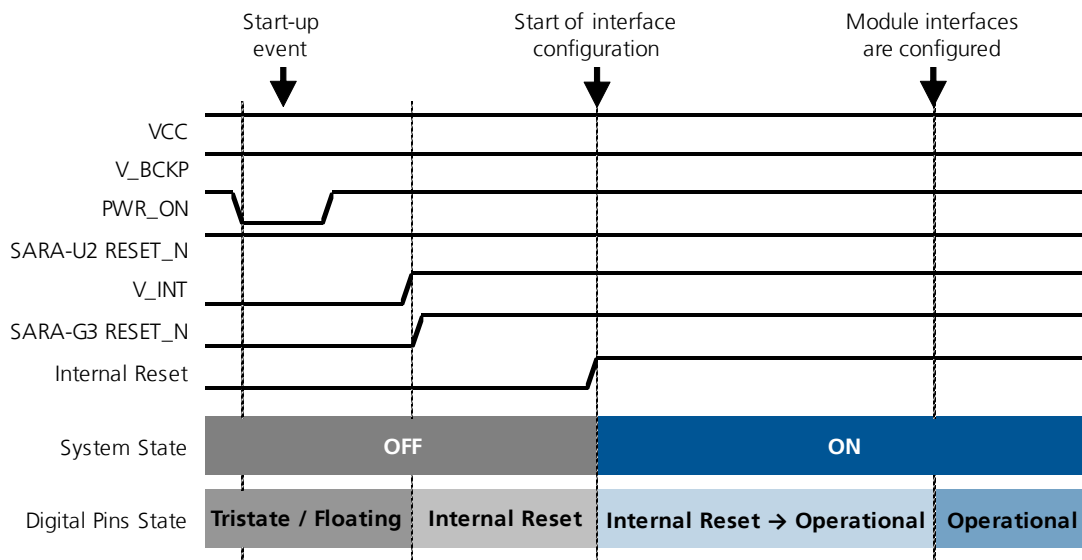 Start-up
event
Start of interface
configuration
Module interfaces
are configured
VCC
V_BCKP
PWR_ON
SARA-U2 RESET_N
V_INT
SARA-G3 RESET_N
Internal Reset
System State
OFF
ON
Digital Pins State
Tristate / Floating
Internal Reset
Internal Reset → Operational
Operational